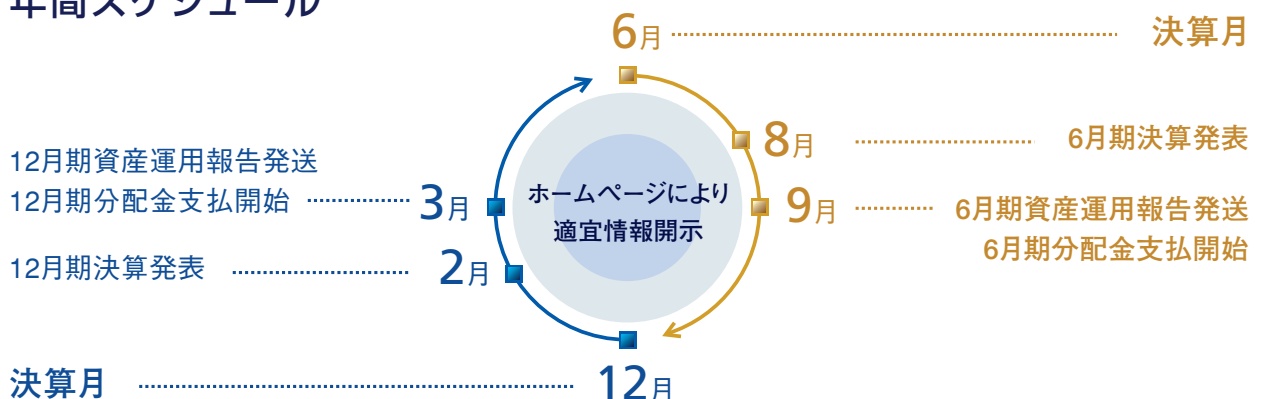 年間スケジュール
6月 決算月
8月 6月期決算発表
9月 6月期資産運用報告発送
6月期分配金支払開始
ホームページにより
適宜情報開示
12月期資産運用報告発送
12月期分配金支払開始 3月
12月期決算発表 2月
決算月 12月